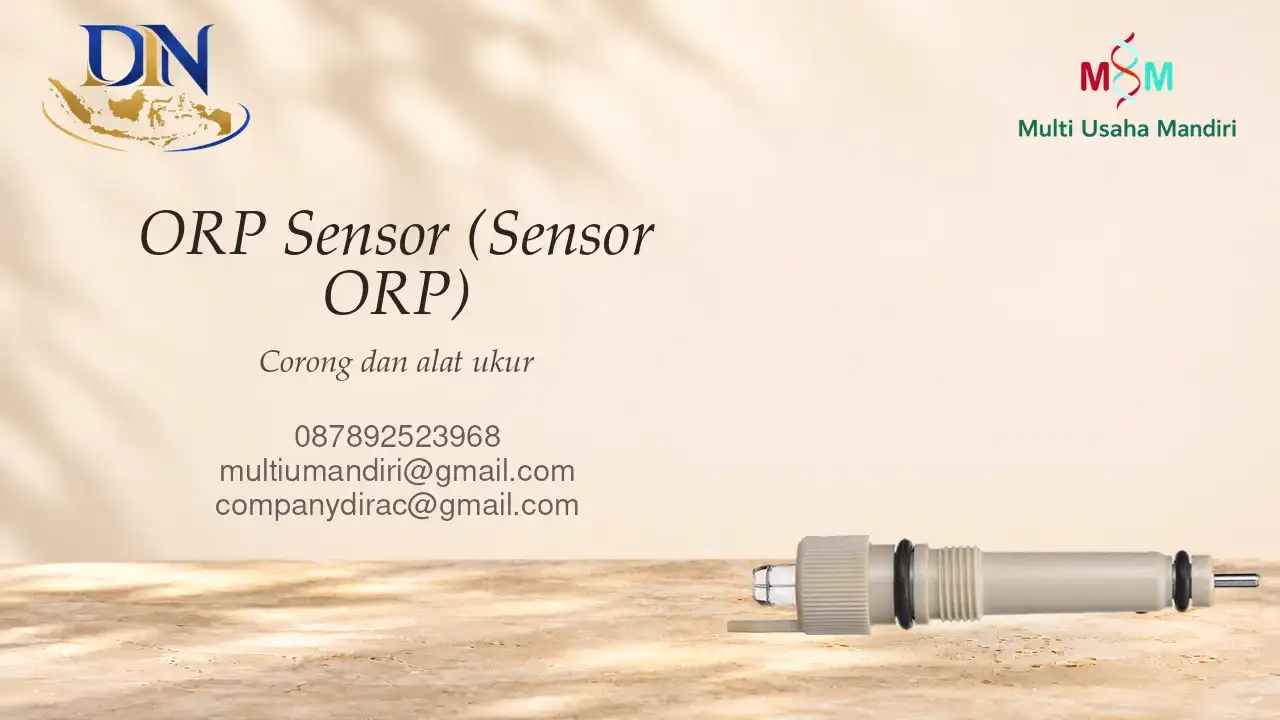 DIN
MSM
Multi Usaha Mandiri
ORP Sensor (Sensor
ORP)
Corong dan alat ukur
087892523968
multiumandiri@gmail.com
companydirac@gmail.com